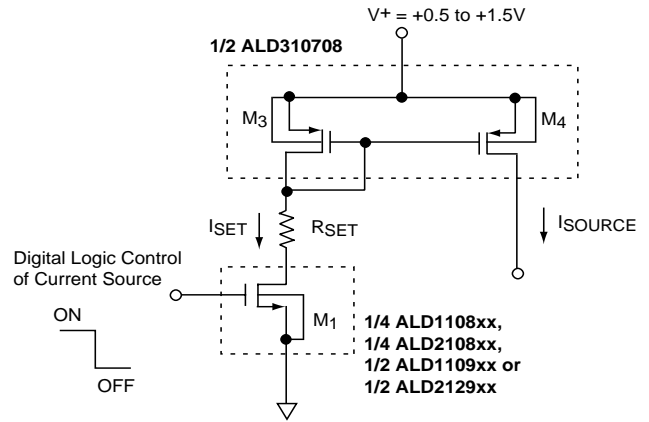 V+ = +0.5 to +1.5V
1/2 ALD310708
M3
M4
ISET
RSET
ISOURCE
Digital Logic Control
of Current Source
ON
OFF
M1
1/4 ALD1108xx,
1/4 ALD2108xx,
1/2 ALD1109xx or
1/2 ALD2129xx